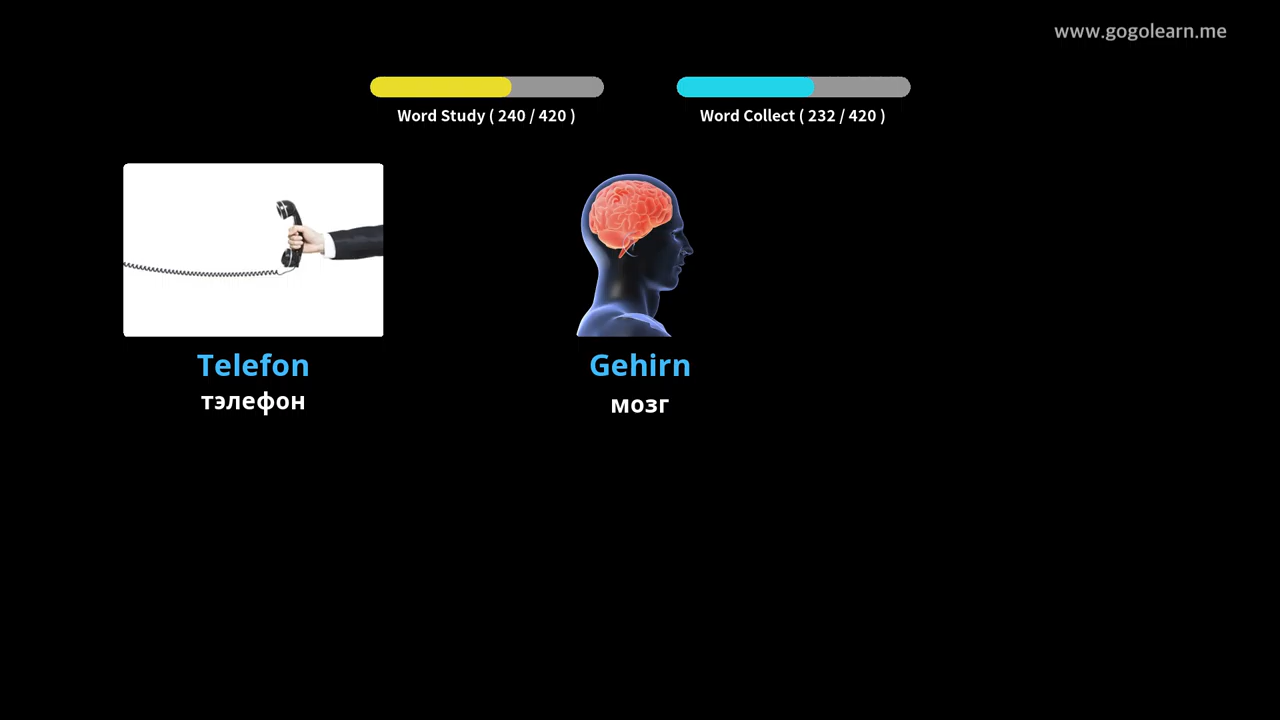 www.gogolearn.me
Word Study ( 240 / 420 )
Word Collect ( 232 / 420 )
Telefon
тэлефон
Gehirn
мозг